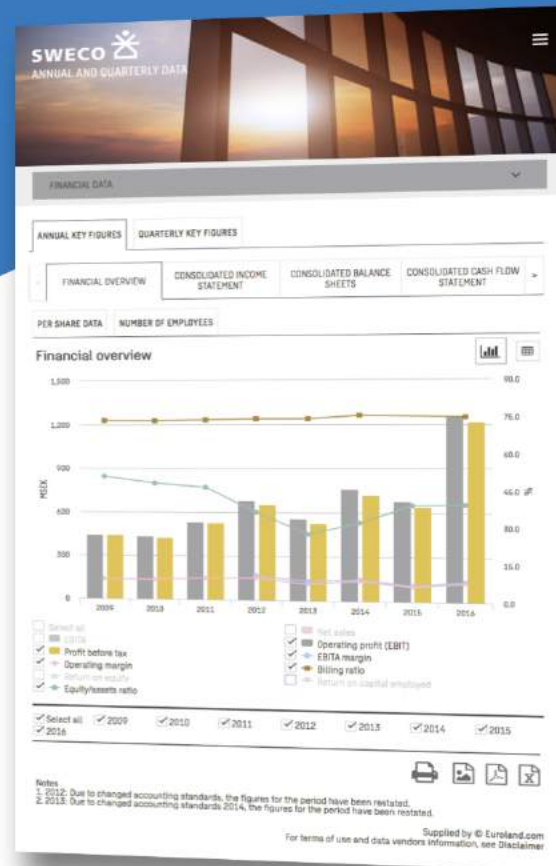 SWECO
ANNUAL AND QUARTERLY DATA
FINANCIAL DATA
ANNUAL KEY FIGURES QUARTERLY KEY FIGURES
FINANCIAL OVERVIEW CONSOLIDATED INCOME STATEMENT CONSOLIDATED BALANCE SHEETS CONSOLIDATED CASH FLOW STATEMENT >
PER SHARE DATA NUMBER OF EMPLOYEES
Financial overview
1,500 90.0
1,200 75.0
60.0
900
MSEK 45.0 %
600
30.0
300
15.0
0 0.0
2009 2010 2011 2012 2013 2014 2015 2016
Select all Net sales
EBITA Operating profit (EBIT)
Profit before tax EBITA margin
Operating margin Billing ratio
Return on equity Return on capital employed
Equity/assets ratio
Select all 2009 2010 2011 2012 2013 2014 2015
2016
Notes
1. 2012: Due to changed accounting standards, the figures for the period have been restated.
2. 2013: Due to changed accounting standards 2014, the figures for the period have been restated.
Supplied by © Euroland.com
For terms of use and data vendors information, see Disclaimer